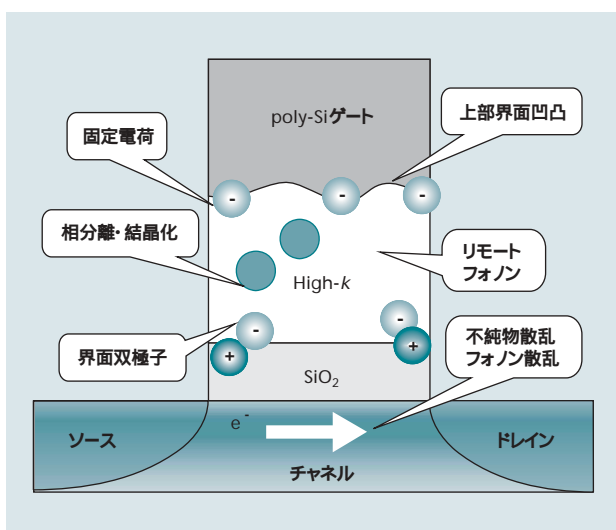 poly-Siゲート
上部界面凹凸
固定電荷
-
-
-
相分離・結晶化
リモート
フォノン
High-k
-
-
界面双極子
+
+
不純物散乱
フォノン散乱
SiO₂
e⁻
ソース
ドレイン
チャネル